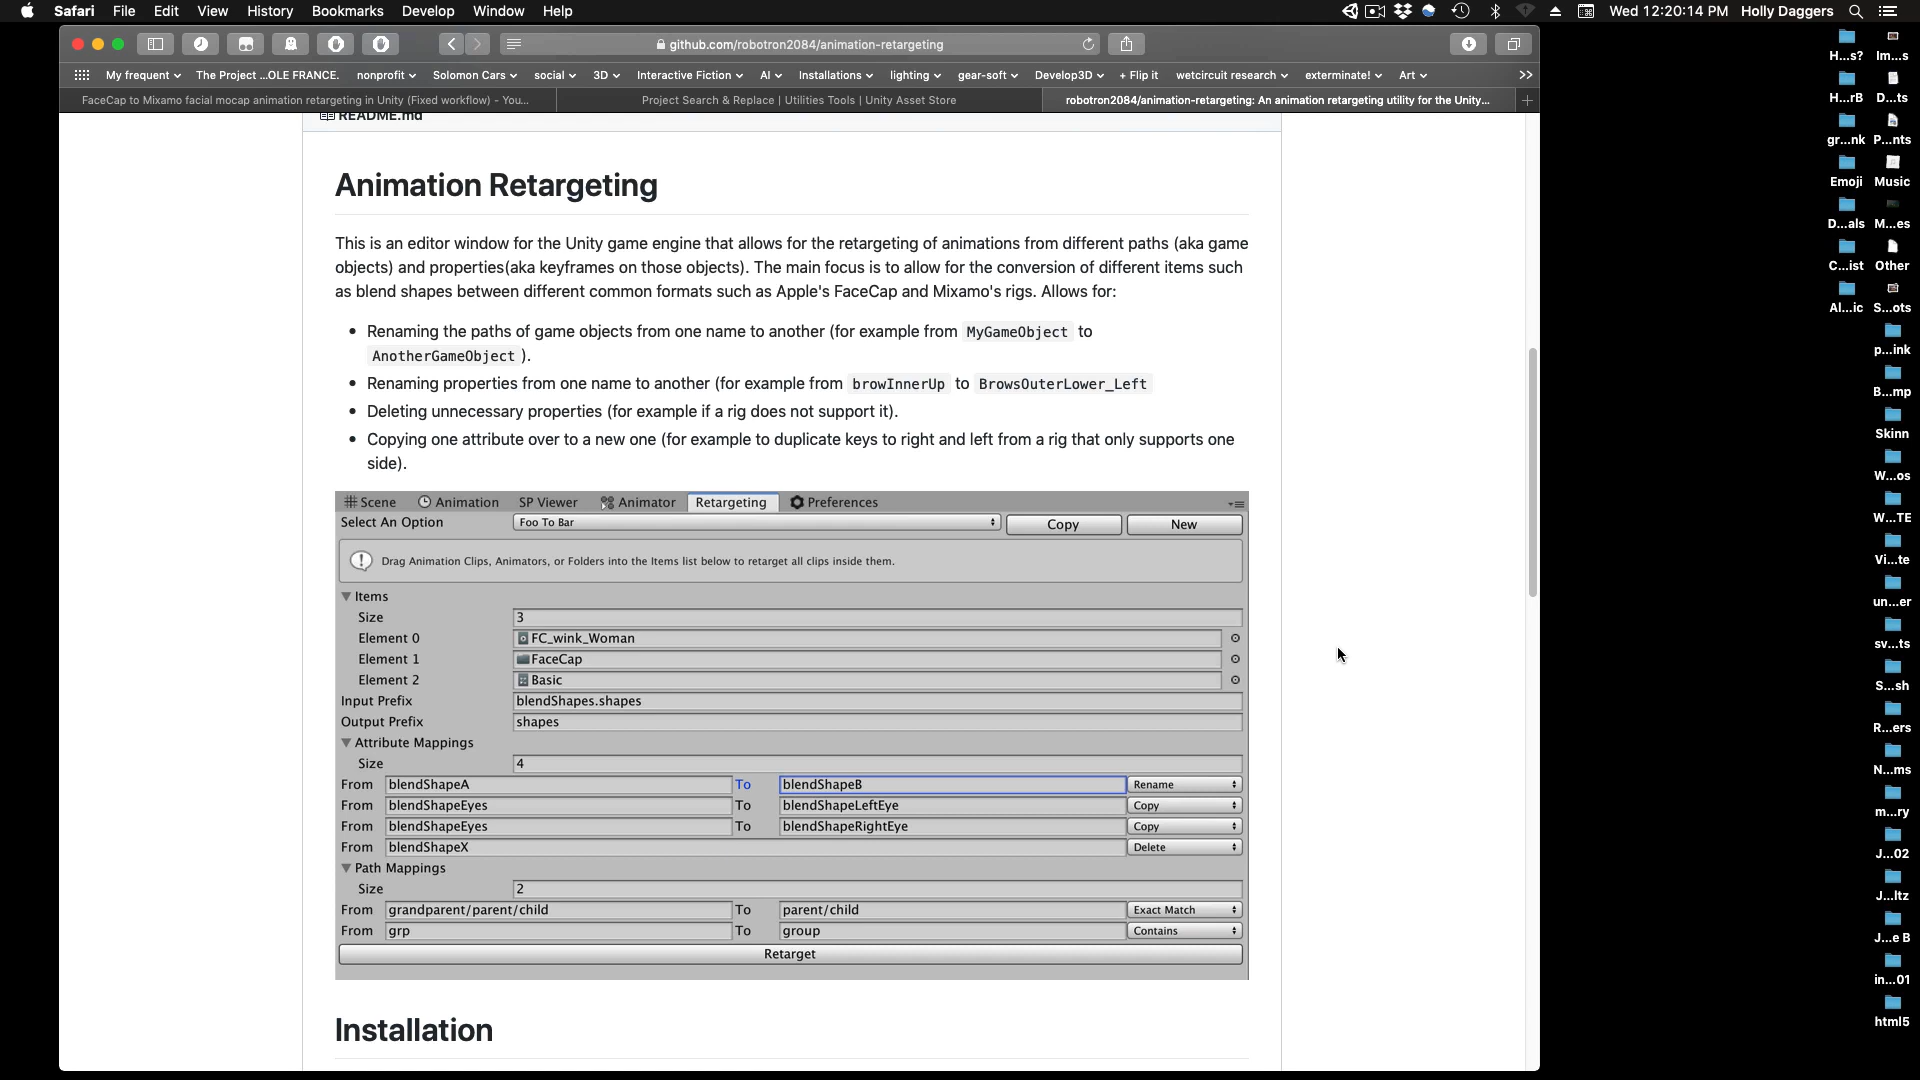 Safari File Edit View History Bookmarks Develop Window Help
Wed 12:20:14 PM Holly Daggers
github.com/robotron2084/animation-retargeting
My frequent The Project ...OLE FRANCE. nonprofit Solomon Cars social 3D Interactive Fiction AI Installations lighting gear-soft Develop3D + Flip it wetcircuit research exterminate! Art
FaceCap to Mixamo facial mocap animation retargeting in Unity (Fixed workflow) - You...
Project Search & Replace | Utilities Tools | Unity Asset Store
robotron2084/animation-retargeting: An animation retargeting utility for the Unity...
README.md
Animation Retargeting
This is an editor window for the Unity game engine that allows for the retargeting of animations from different paths (aka game
objects) and properties(aka keyframes on those objects). The main focus is to allow for the conversion of different items such
as blend shapes between different common formats such as Apple's FaceCap and Mixamo's rigs. Allows for:
• Renaming the paths of game objects from one name to another (for example from MyGameObject to
AnotherGameObject ).
• Renaming properties from one name to another (for example from browInnerUp to BrowsOuterLower_Left
• Deleting unnecessary properties (for example if a rig does not support it).
• Copying one attribute over to a new one (for example to duplicate keys to right and left from a rig that only supports one
side).
Scene Animation SP Viewer Animator Retargeting Preferences
Select An Option Foo To Bar Copy New
Drag Animation Clips, Animators, or Folders into the Items list below to retarget all clips inside them.
Items
Size 3
Element 0 FC_wink_Woman
Element 1 FaceCap
Element 2 Basic
Input Prefix blendShapes.shapes
Output Prefix shapes
Attribute Mappings
Size 4
From blendShapeA To blendShapeB Rename
From blendShapeEyes To blendShapeLeftEye Copy
From blendShapeEyes To blendShapeRightEye Copy
From blendShapeX Delete
Path Mappings
Size 2
From grandparent/parent/child To parent/child Exact Match
From grp To group Contains
Retarget
Installation
H...s? Im...s
H...rB D...ts
gr...nk P...nts
Emoji Music
D...als M...es
C...ist Other
Al...ic S...ots
p...ink
B...mp
Skinn
W...os
W...TE
Vi...te
un...er
sv...ts
S...sh
R...ers
N...ms
m...ry
J...02
J...ltz
J...e B
in...01
html5